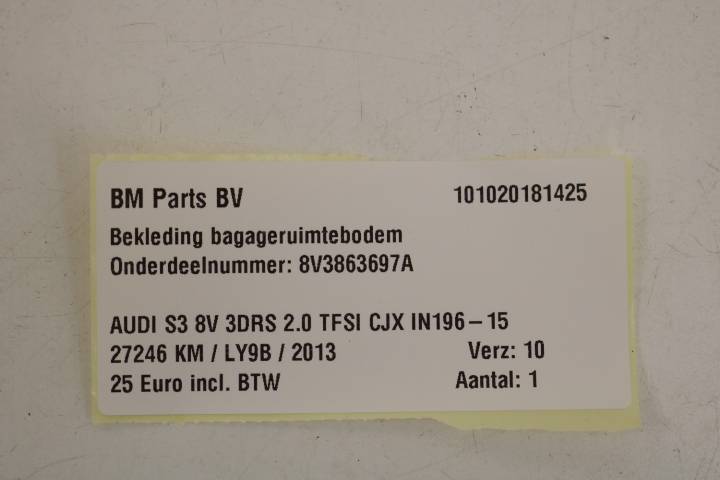 BM Parts BV 101020181425
Bekleding bagageruimtebodem
Onderdeelnummer: 8V3863697A
AUDI S3 8V 3DRS 2.0 TFSI CJX IN196-15
27246 KM / LY9B / 2013 Verz: 10
25 Euro incl. BTW Aantal: 1